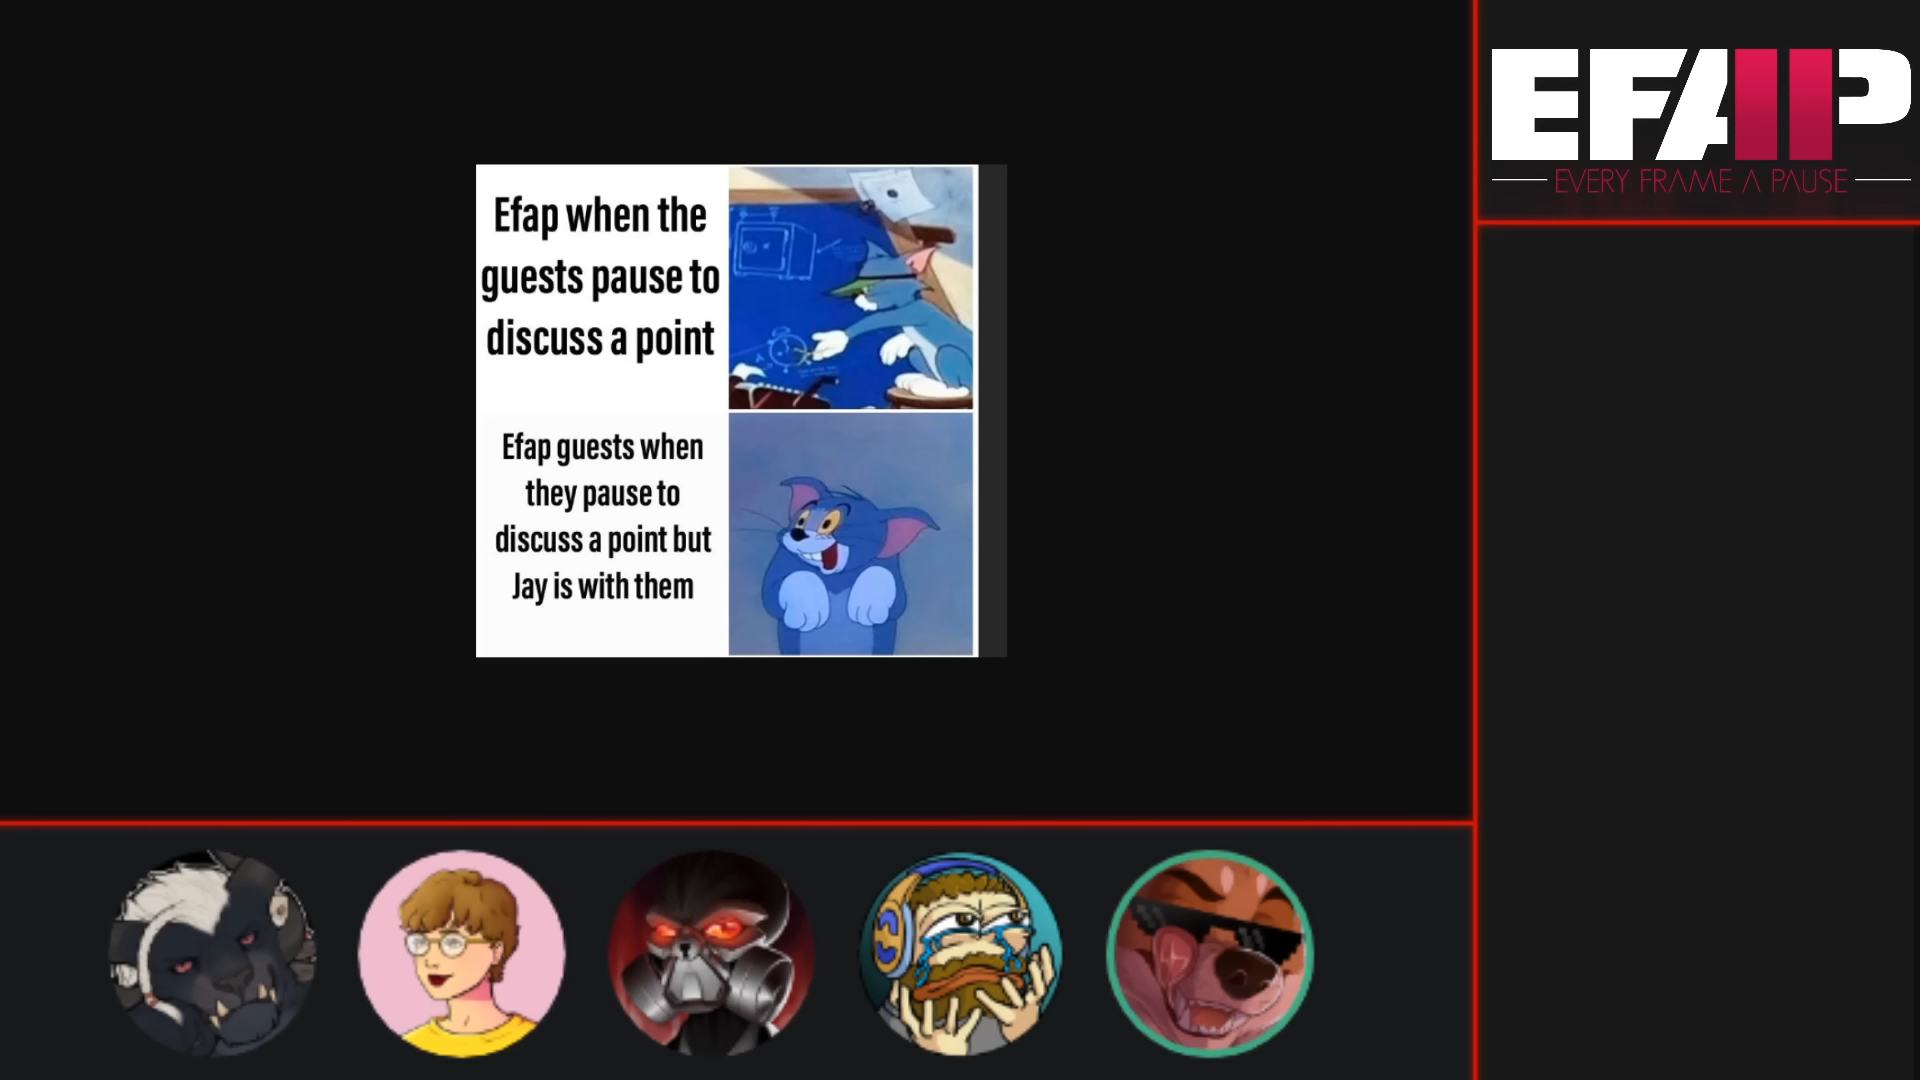 Efap when the
guests pause to
discuss a point
Efap guests when
they pause to
discuss a point but
Jay is with them
EFAP
EVERY FRAME A PAUSE